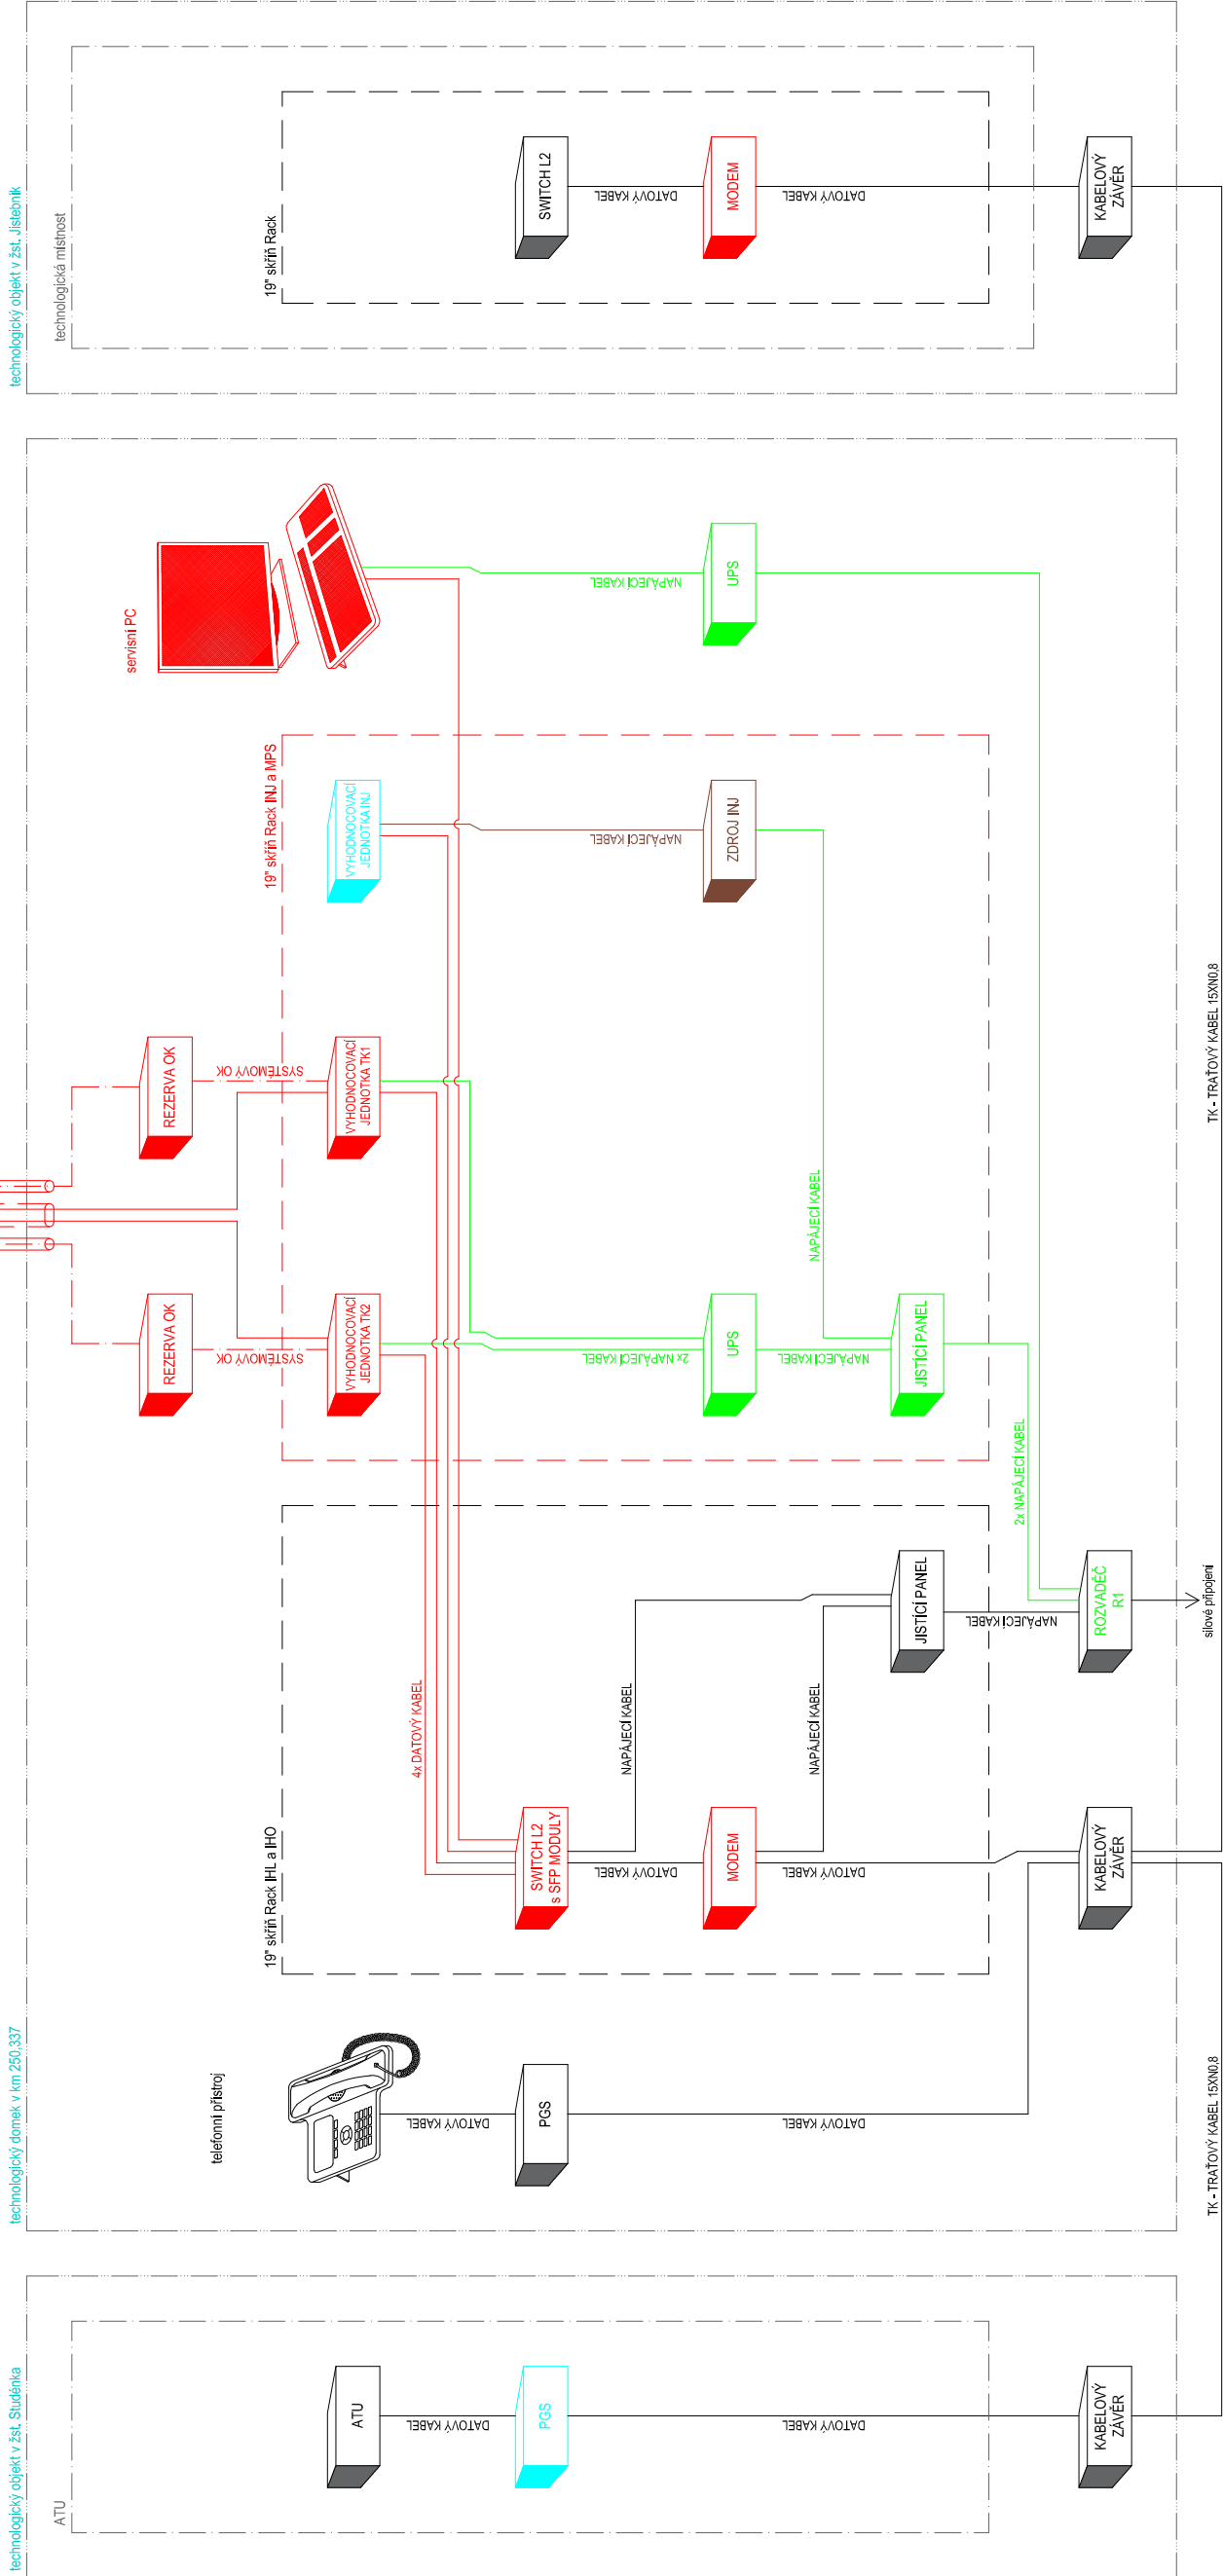 technologický objekt v žst. Studénka
ATU
ATU
DATOVÝ KABEL
PGS
DATOVÝ KABEL
KABELOVÝ
ZÁVĚR
TK - TRAŤOVÝ KABEL 15XN0,8
technologický domek v km 250,337
telefonní přístroj
DATOVÝ KABEL
PGS
DATOVÝ KABEL
19" skříň Rack IHL a IHO
4x DATOVÝ KABEL
SWITCH L2
s SFP MODULY
DATOVÝ KABEL
NAPÁJECÍ KABEL
MODEM
DATOVÝ KABEL
NAPÁJECÍ KABEL
JISTÍCÍ PANEL
NAPÁJECÍ KABEL
KABELOVÝ
ZÁVĚR
ROZVADĚČ
R1
silové připojení
2x NAPÁJECÍ KABEL
REZERVA OK
SYSTÉMOVÝ OK
REZERVA OK
SYSTÉMOVÝ OK
19" skříň Rack INJ a MPS
VYHODNOCOVACÍ
JEDNOTKA TK2
VYHODNOCOVACÍ
JEDNOTKA TK1
VYHODNOCOVACÍ
JEDNOTKA INJ
2x NAPÁJECÍ KABEL
NAPÁJECÍ KABEL
UPS
ZDROJ INJ
NAPÁJECÍ KABEL
NAPÁJECÍ KABEL
JISTÍCÍ PANEL
servisní PC
NAPÁJECÍ KABEL
UPS
TK - TRAŤOVÝ KABEL 15XN0,8
technologický objekt v žst. Jistebník
technologická místnost
19" skříň Rack
SWITCH L2
DATOVÝ KABEL
MODEM
DATOVÝ KABEL
KABELOVÝ
ZÁVĚR